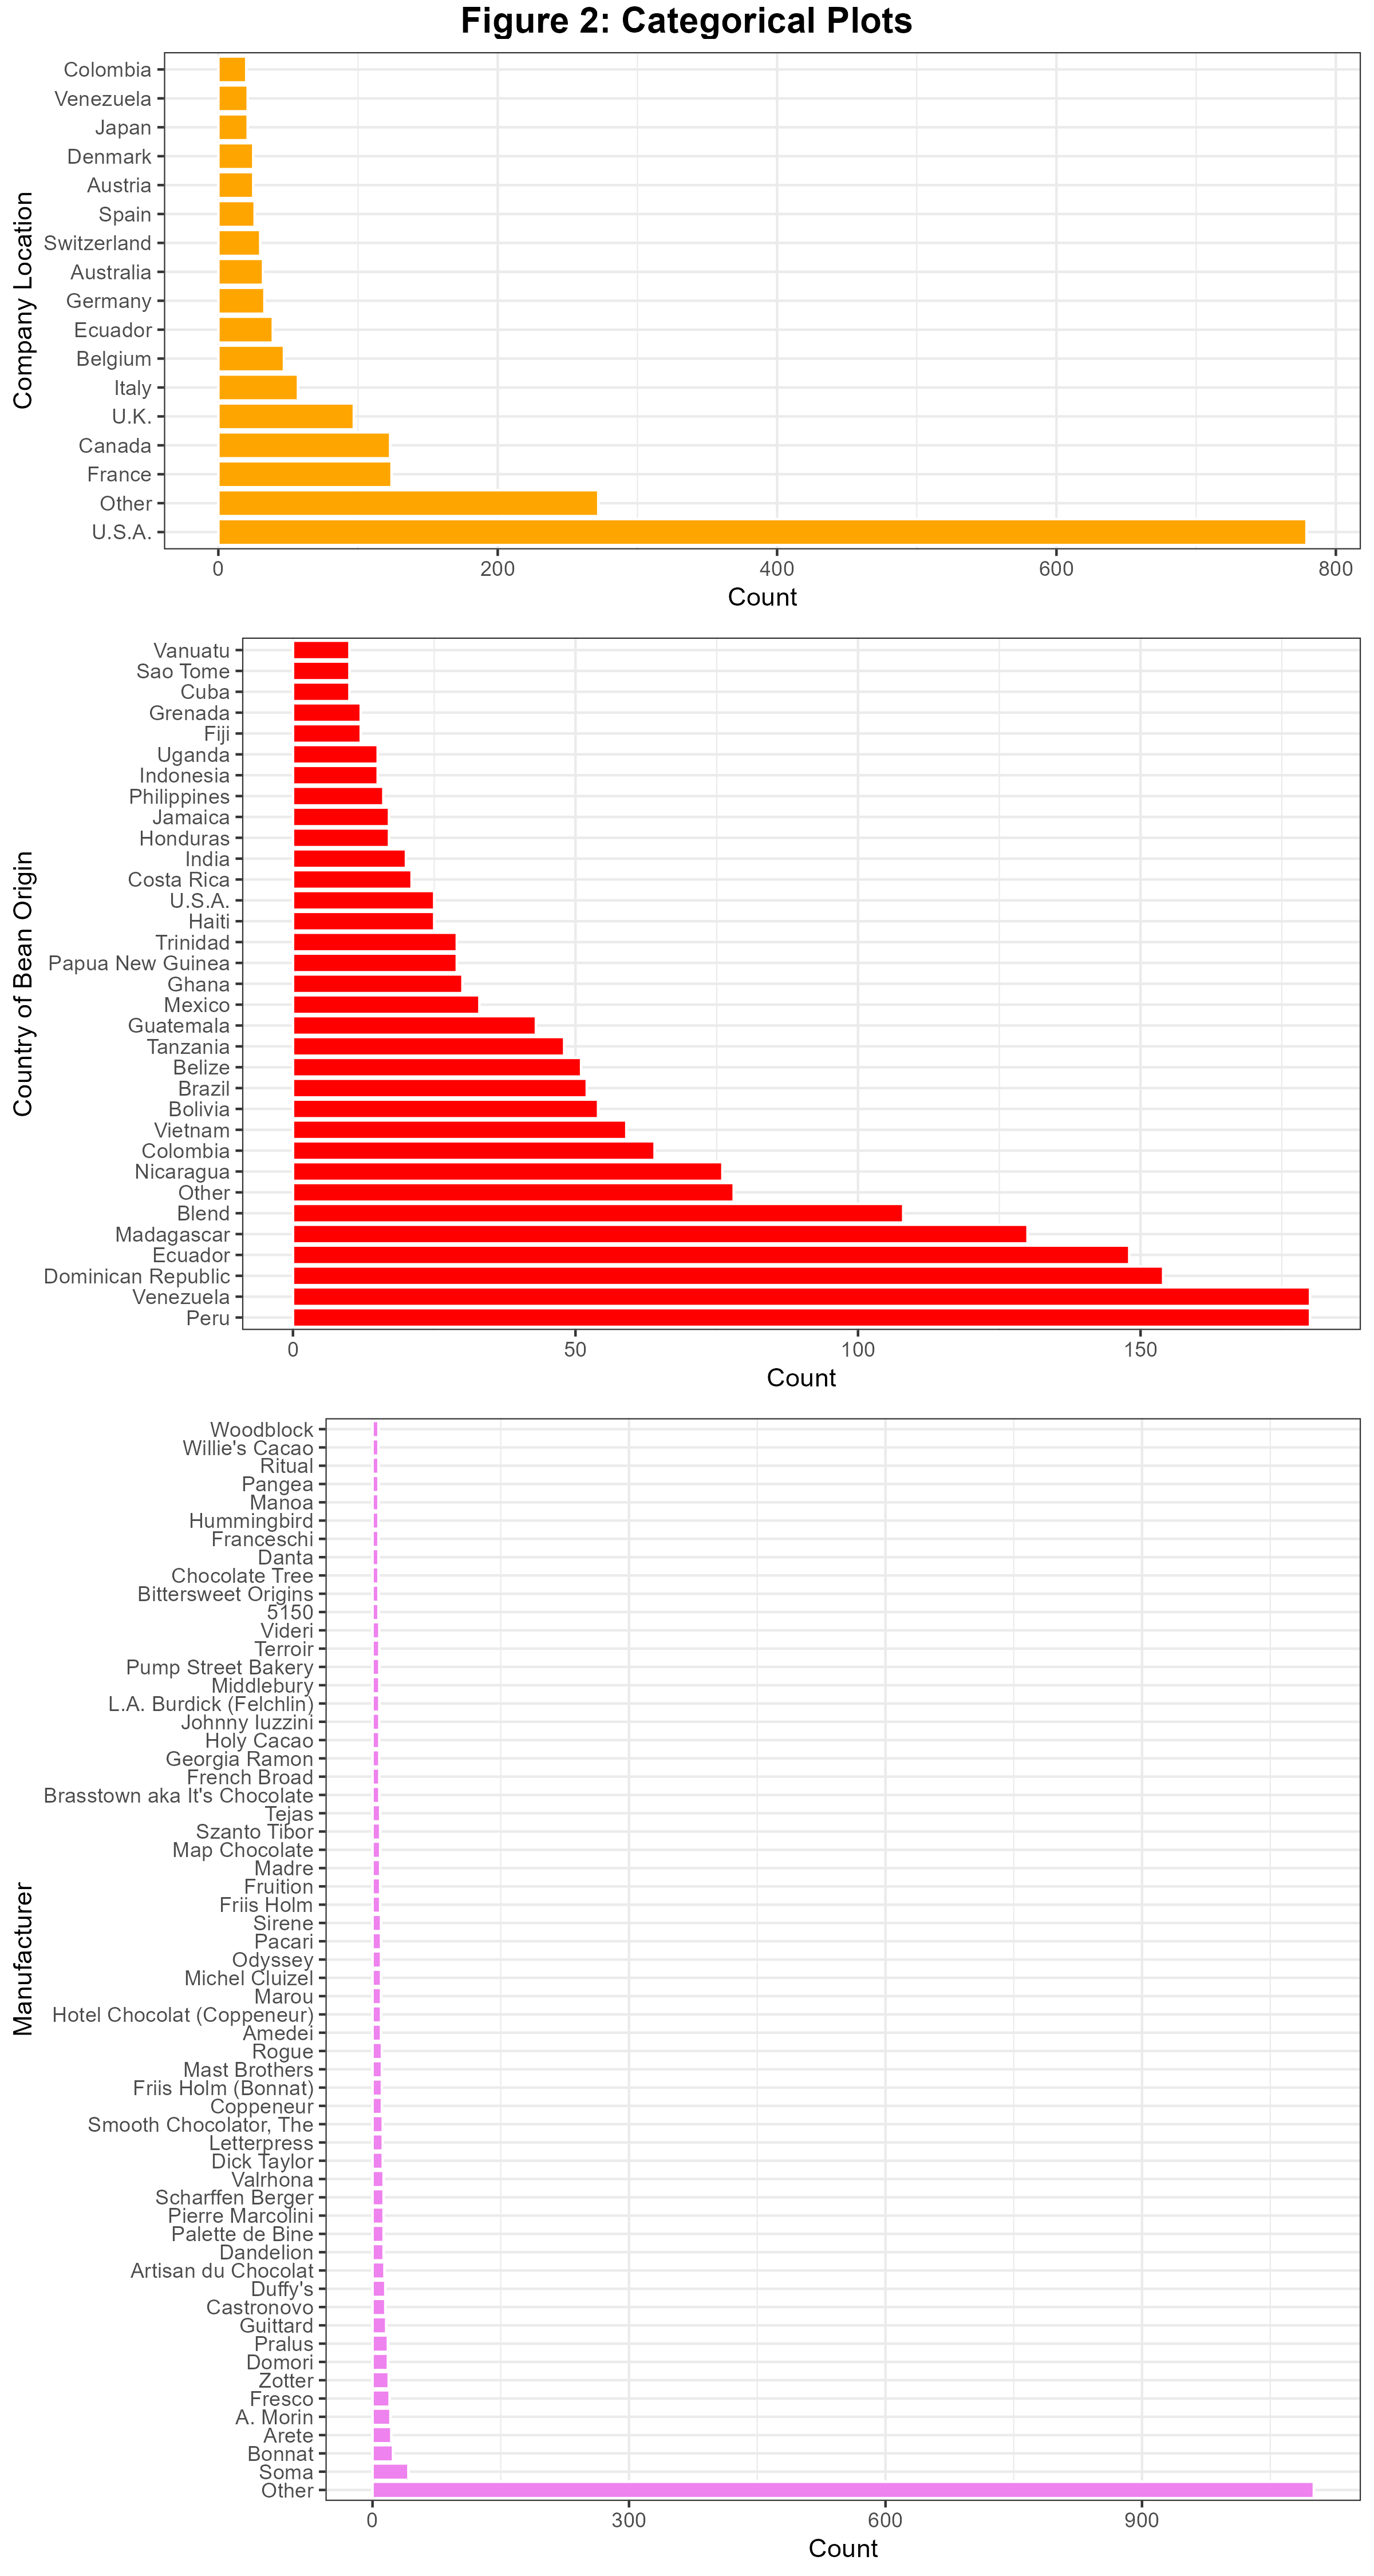 Figure 2: Categorical Plots
Company Location
Colombia
Venezuela
Japan
Denmark
Austria
Spain
Switzerland
Australia
Germany
Ecuador
Belgium
Italy
U.K.
Canada
France
Other
U.S.A.
0 200 400 600 800
Count
Country of Bean Origin
Vanuatu
Sao Tome
Cuba
Grenada
Fiji
Uganda
Indonesia
Philippines
Jamaica
Honduras
India
Costa Rica
U.S.A.
Haiti
Trinidad
Papua New Guinea
Ghana
Mexico
Guatemala
Tanzania
Belize
Brazil
Bolivia
Vietnam
Colombia
Nicaragua
Other
Blend
Madagascar
Ecuador
Dominican Republic
Venezuela
Peru
0 50 100 150
Count
Manufacturer
Woodblock
Willie's Cacao
Ritual
Pangea
Manoa
Hummingbird
Franceschi
Danta
Chocolate Tree
Bittersweet Origins
5150
Videri
Terroir
Pump Street Bakery
Middlebury
L.A. Burdick (Felchlin)
Johnny Iuzzini
Holy Cacao
Georgia Ramon
French Broad
Brasstown aka It's Chocolate
Tejas
Szanto Tibor
Map Chocolate
Madre
Fruition
Friis Holm
Sirene
Pacari
Odyssey
Michel Cluizel
Marou
Hotel Chocolat (Coppeneur)
Amedei
Rogue
Mast Brothers
Friis Holm (Bonnat)
Coppeneur
Smooth Chocolator, The
Letterpress
Dick Taylor
Valrhona
Scharffen Berger
Pierre Marcolini
Palette de Bine
Dandelion
Artisan du Chocolat
Duffy's
Castronovo
Guittard
Pralus
Domori
Zotter
Fresco
A. Morin
Arete
Bonnat
Soma
Other
0 300 600 900
Count